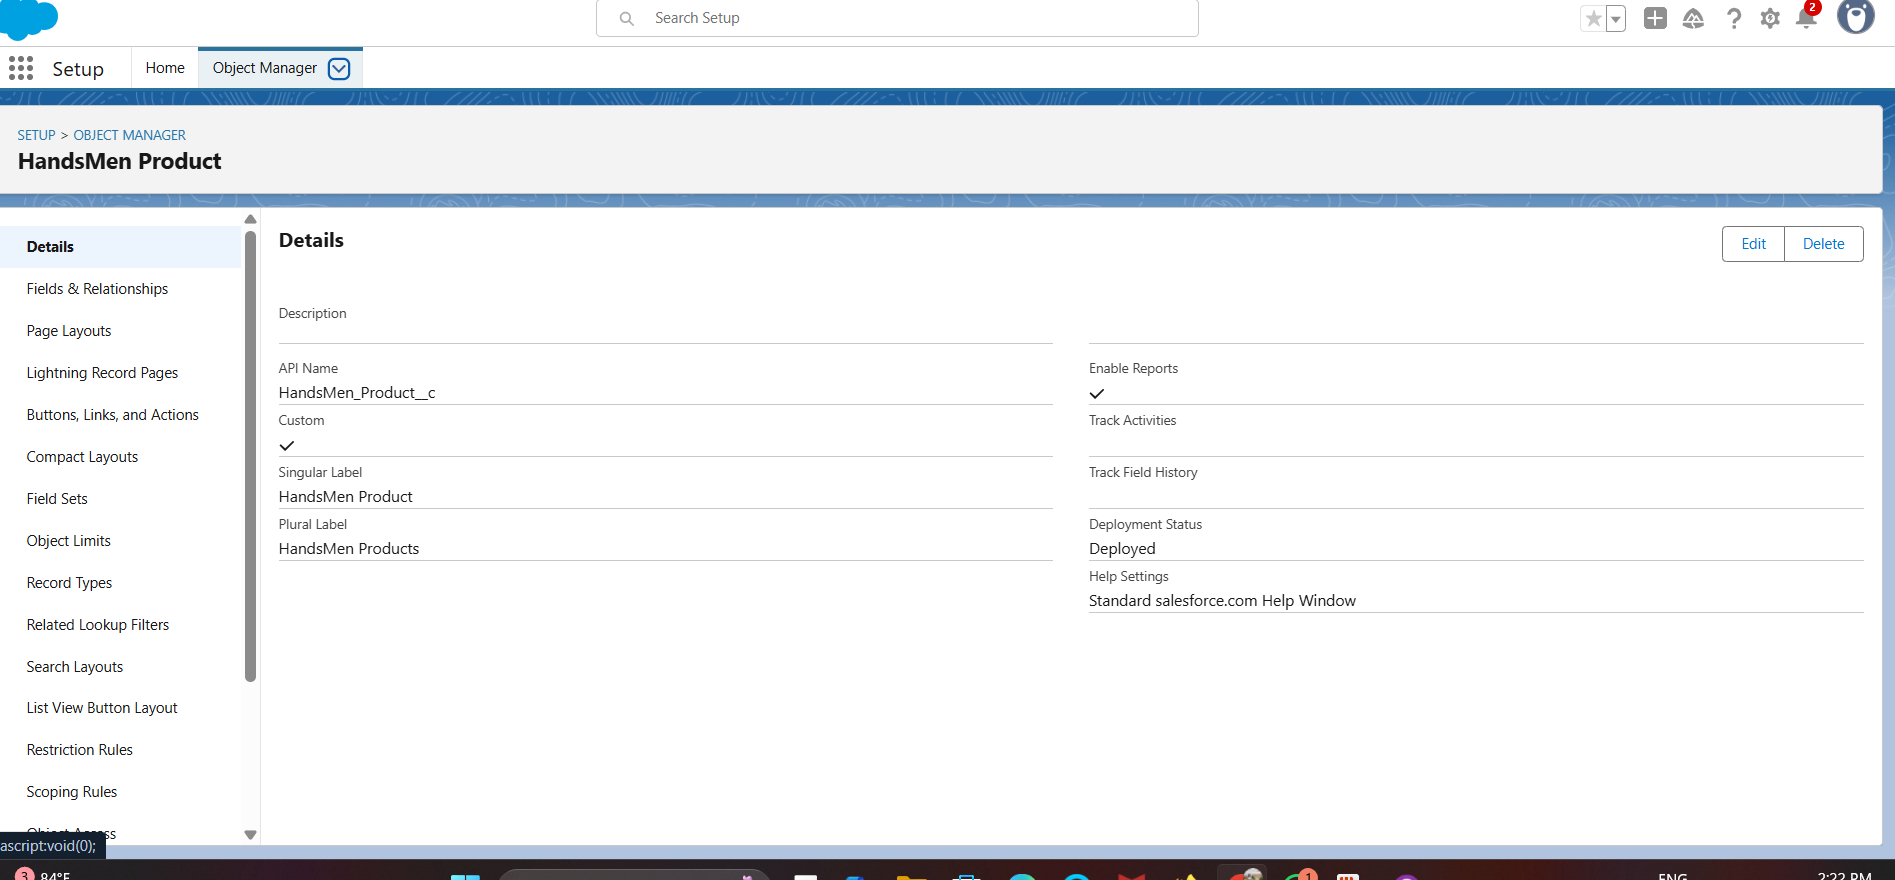 Search Setup
2
Setup
Home
Object Manager
SETUP > OBJECT MANAGER
HandsMen Product
Details
Fields & Relationships
Page Layouts
Lightning Record Pages
Buttons, Links, and Actions
Compact Layouts
Field Sets
Object Limits
Record Types
Related Lookup Filters
Search Layouts
List View Button Layout
Restriction Rules
Scoping Rules
Object Access
ascript:void(0);
Details
Edit
Delete
Description
API Name
HandsMen_Product__c
Custom
Singular Label
HandsMen Product
Plural Label
HandsMen Products
Enable Reports
Track Activities
Track Field History
Deployment Status
Deployed
Help Settings
Standard salesforce.com Help Window
3
84°F
1
ENG
2:22 PM